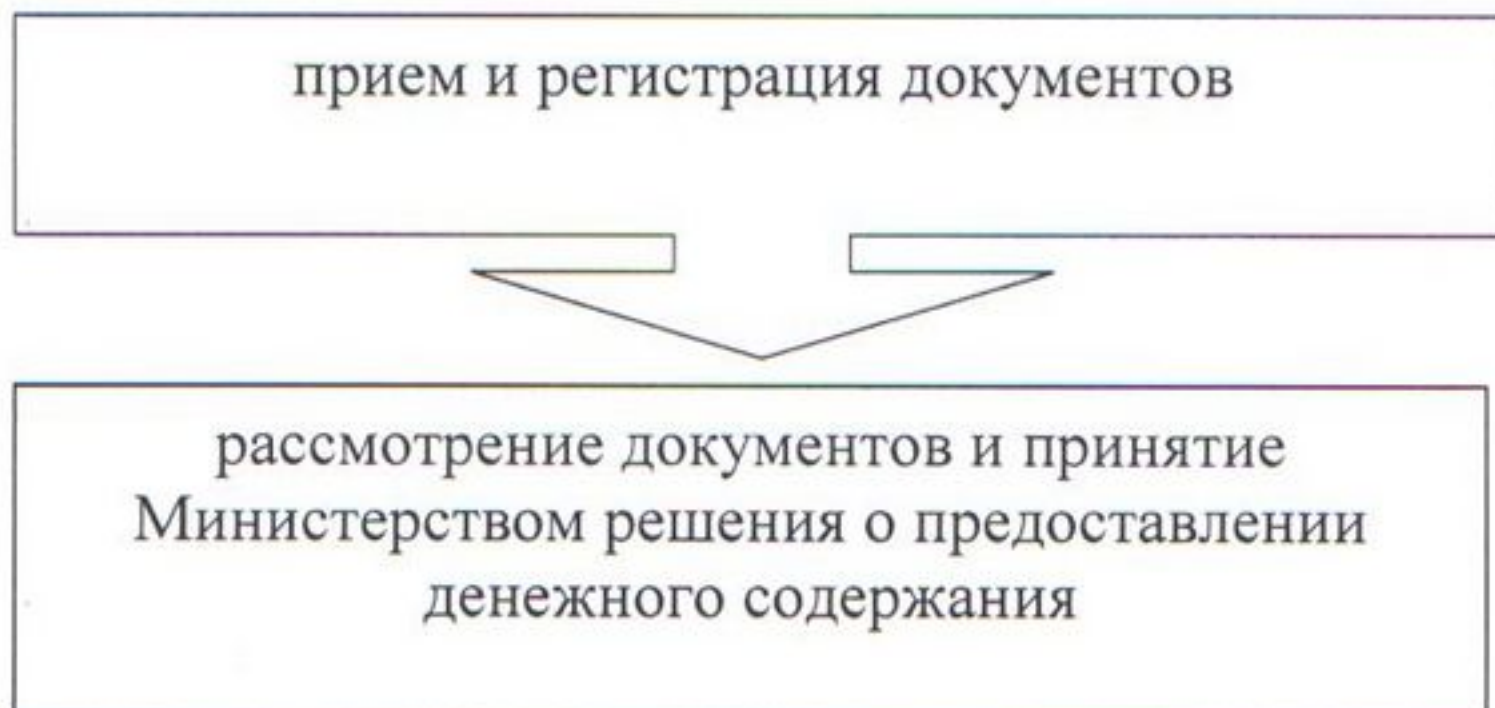 прием и регистрация документов
рассмотрение документов и принятие
Министерством решения о предоставлении
денежного содержания